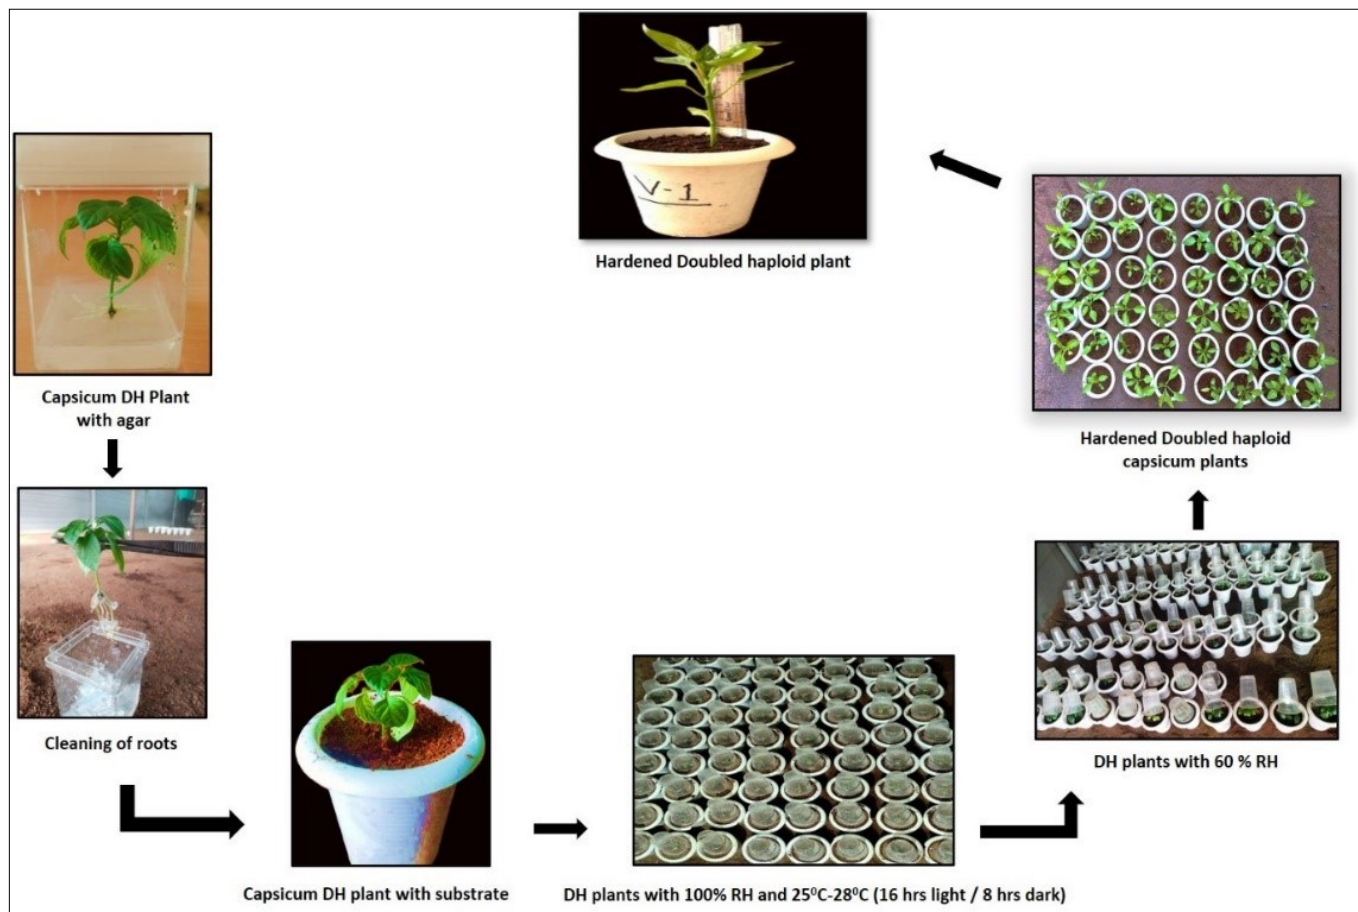 Capsicum DH Plant
with agar
Cleaning of roots
Capsicum DH plant with substrate
DH plants with 100% RH and 25⁰C-28⁰C (16 hrs light / 8 hrs dark)
DH plants with 60 % RH
Hardened Doubled haploid
capsicum plants
V-1
Hardened Doubled haploid plant